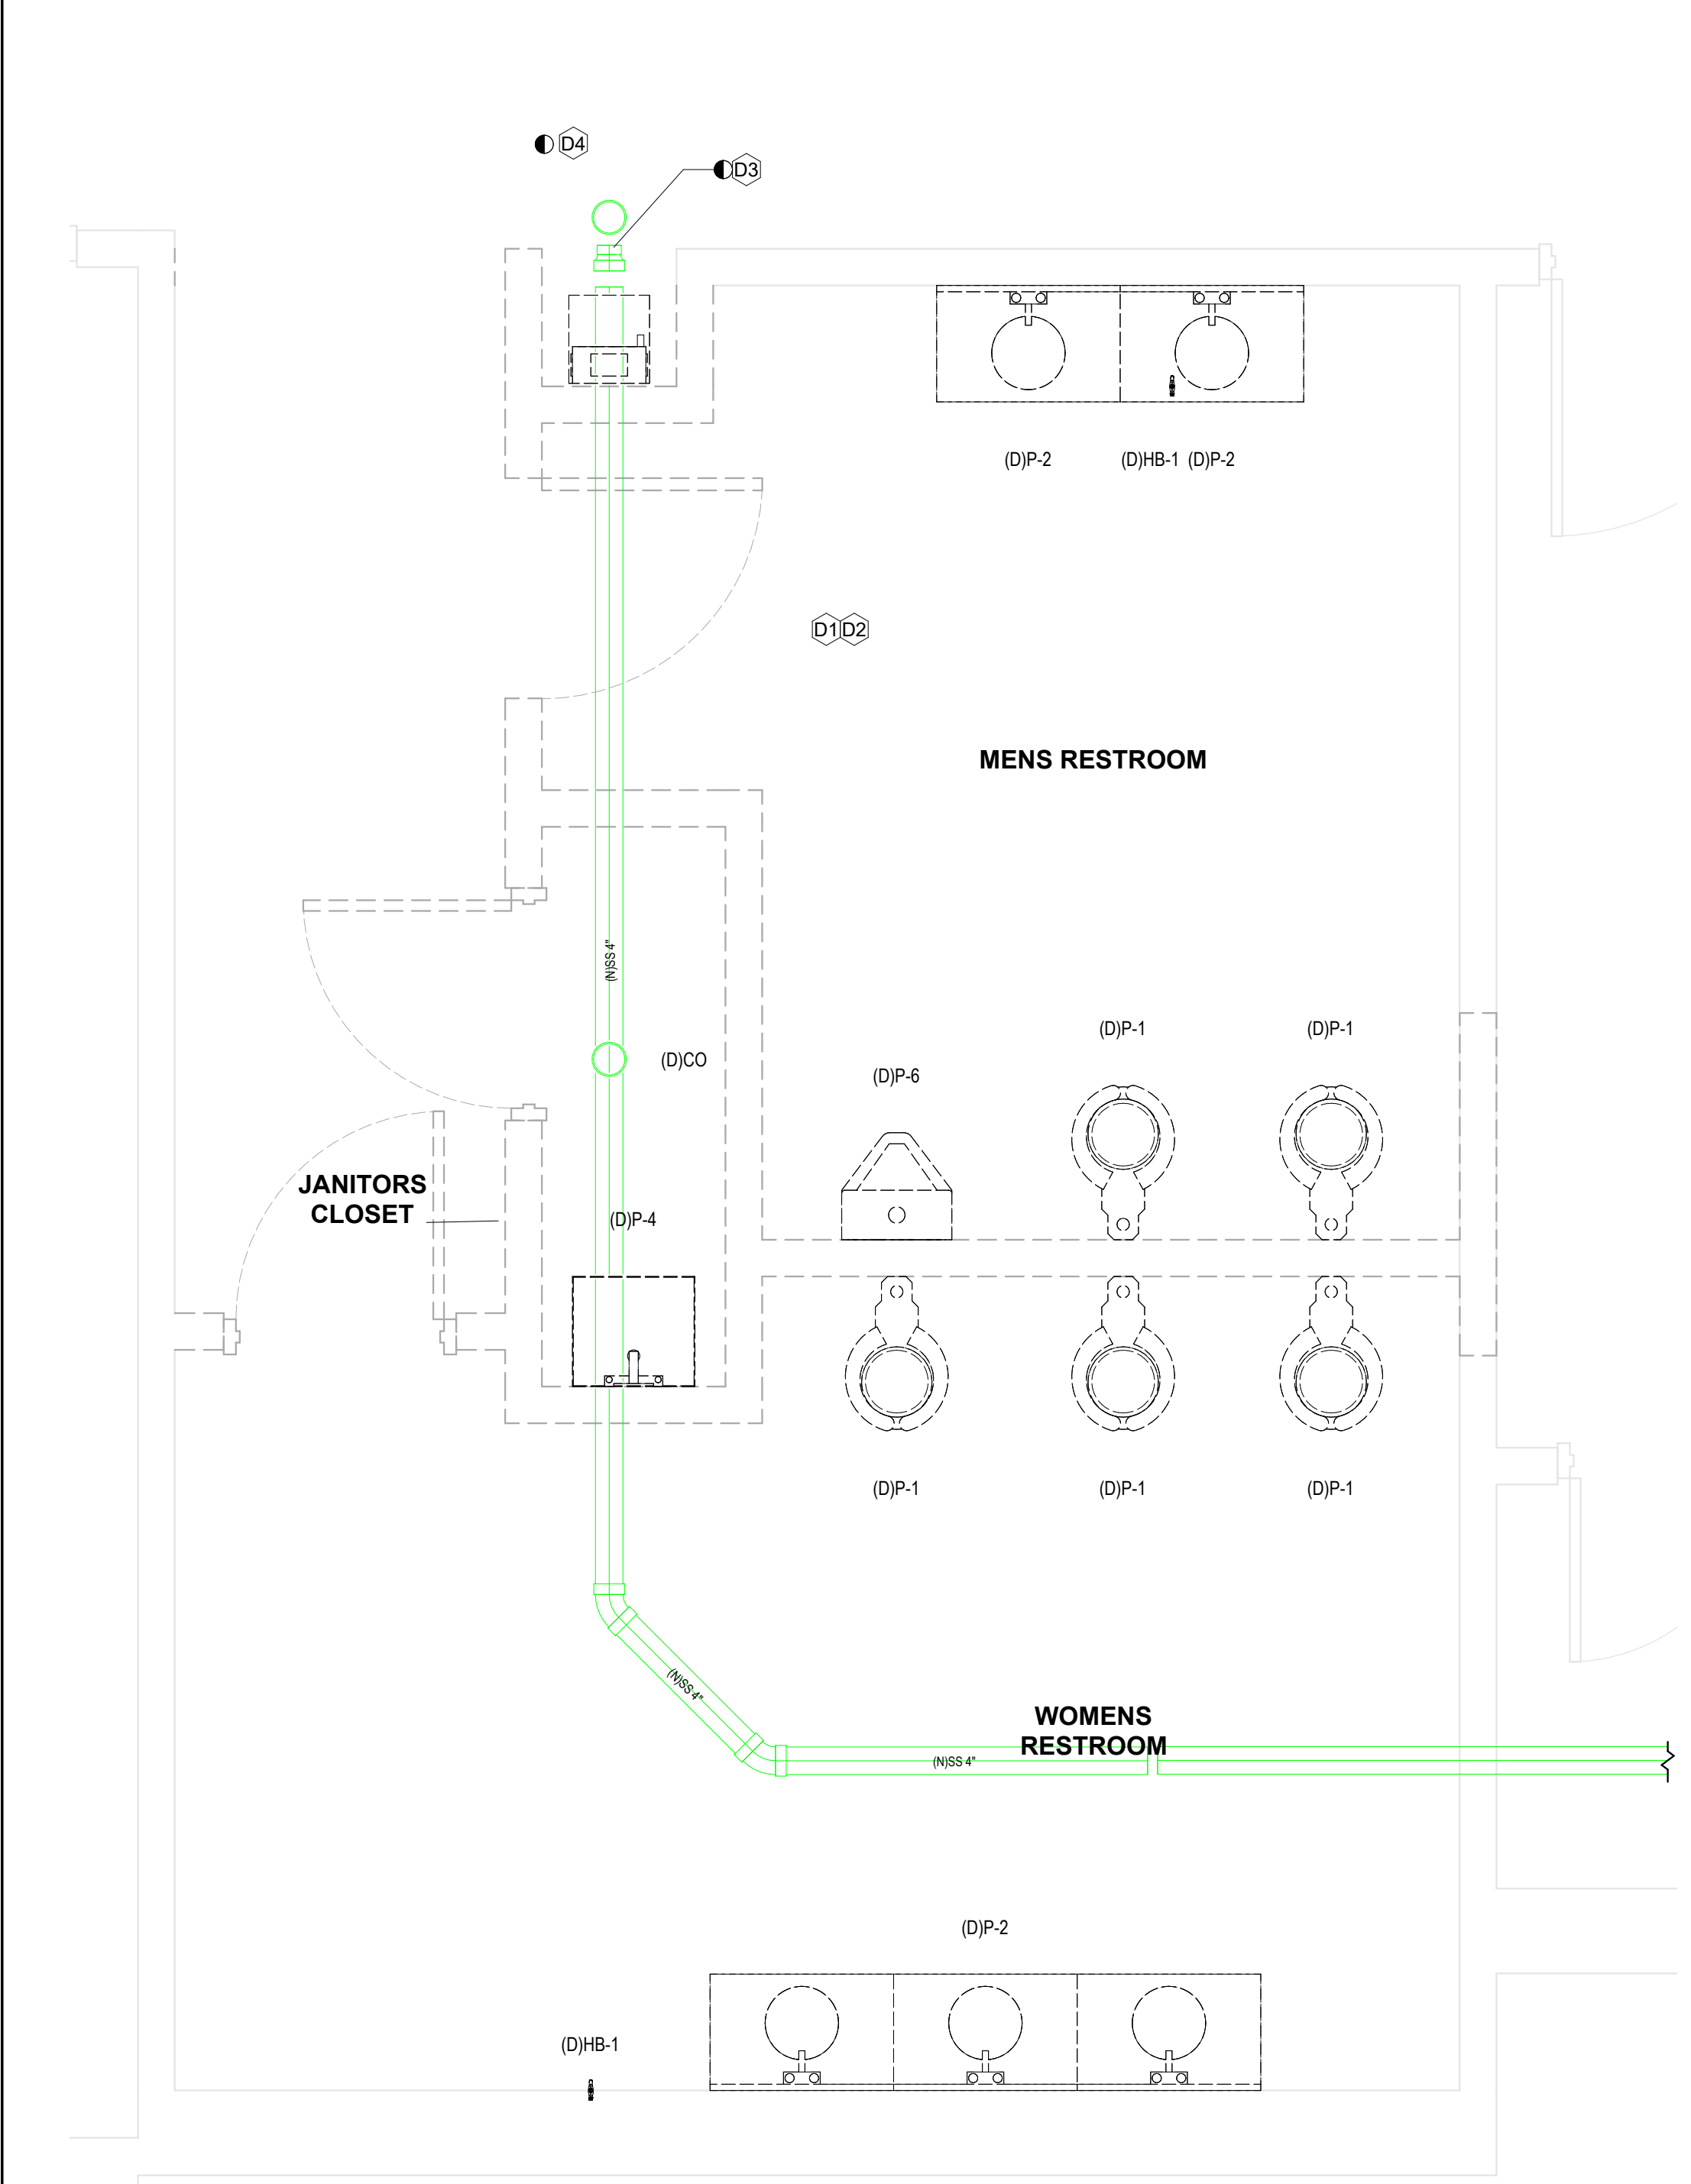 D4
D3
(D)P-2
(D)HB-1 (D)P-2
D1 D2
MENS RESTROOM
(N)SS 4"
(D)P-1
(D)P-1
(D)CO
(D)P-6
JANITORS
CLOSET
(D)P-4
(D)P-1
(D)P-1
(D)P-1
(N)SS 4"
WOMENS
RESTROOM
(N)SS 4"
(D)P-2
(D)HB-1